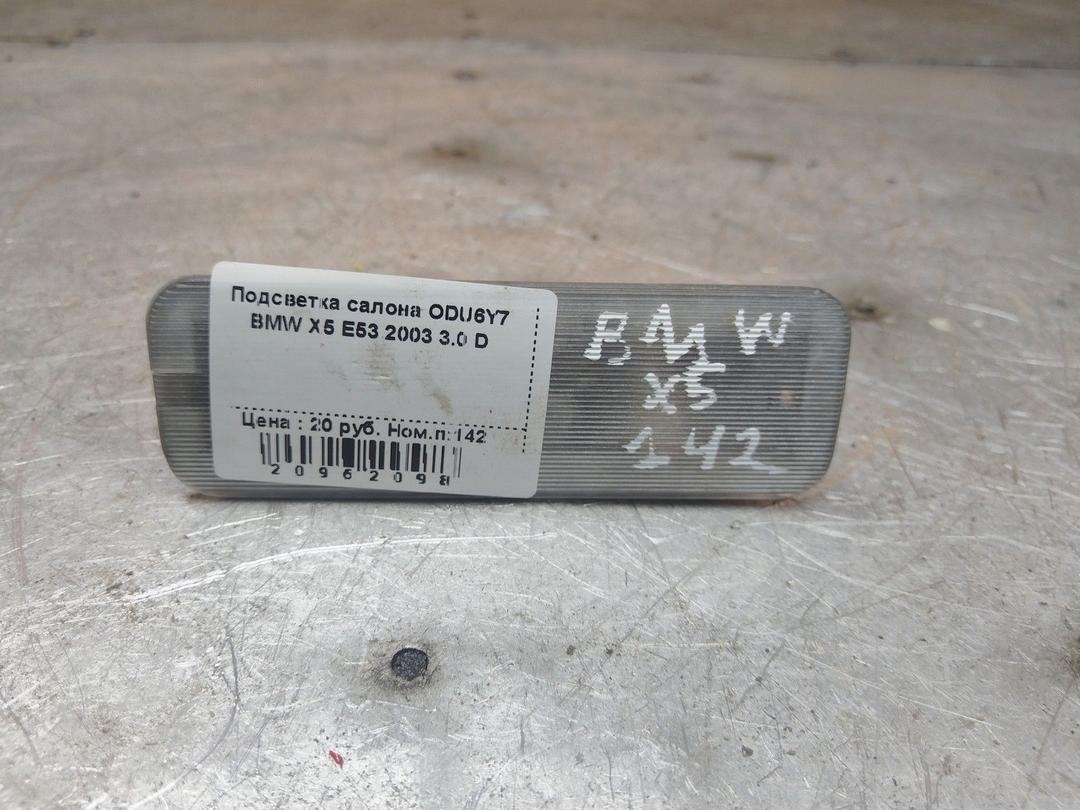 Подсветка салона ODU6Y7
BMW X5 E53 2003 3.0 D
Цена : 20 руб. Ном.п:142
20962098
BMW
X5
142